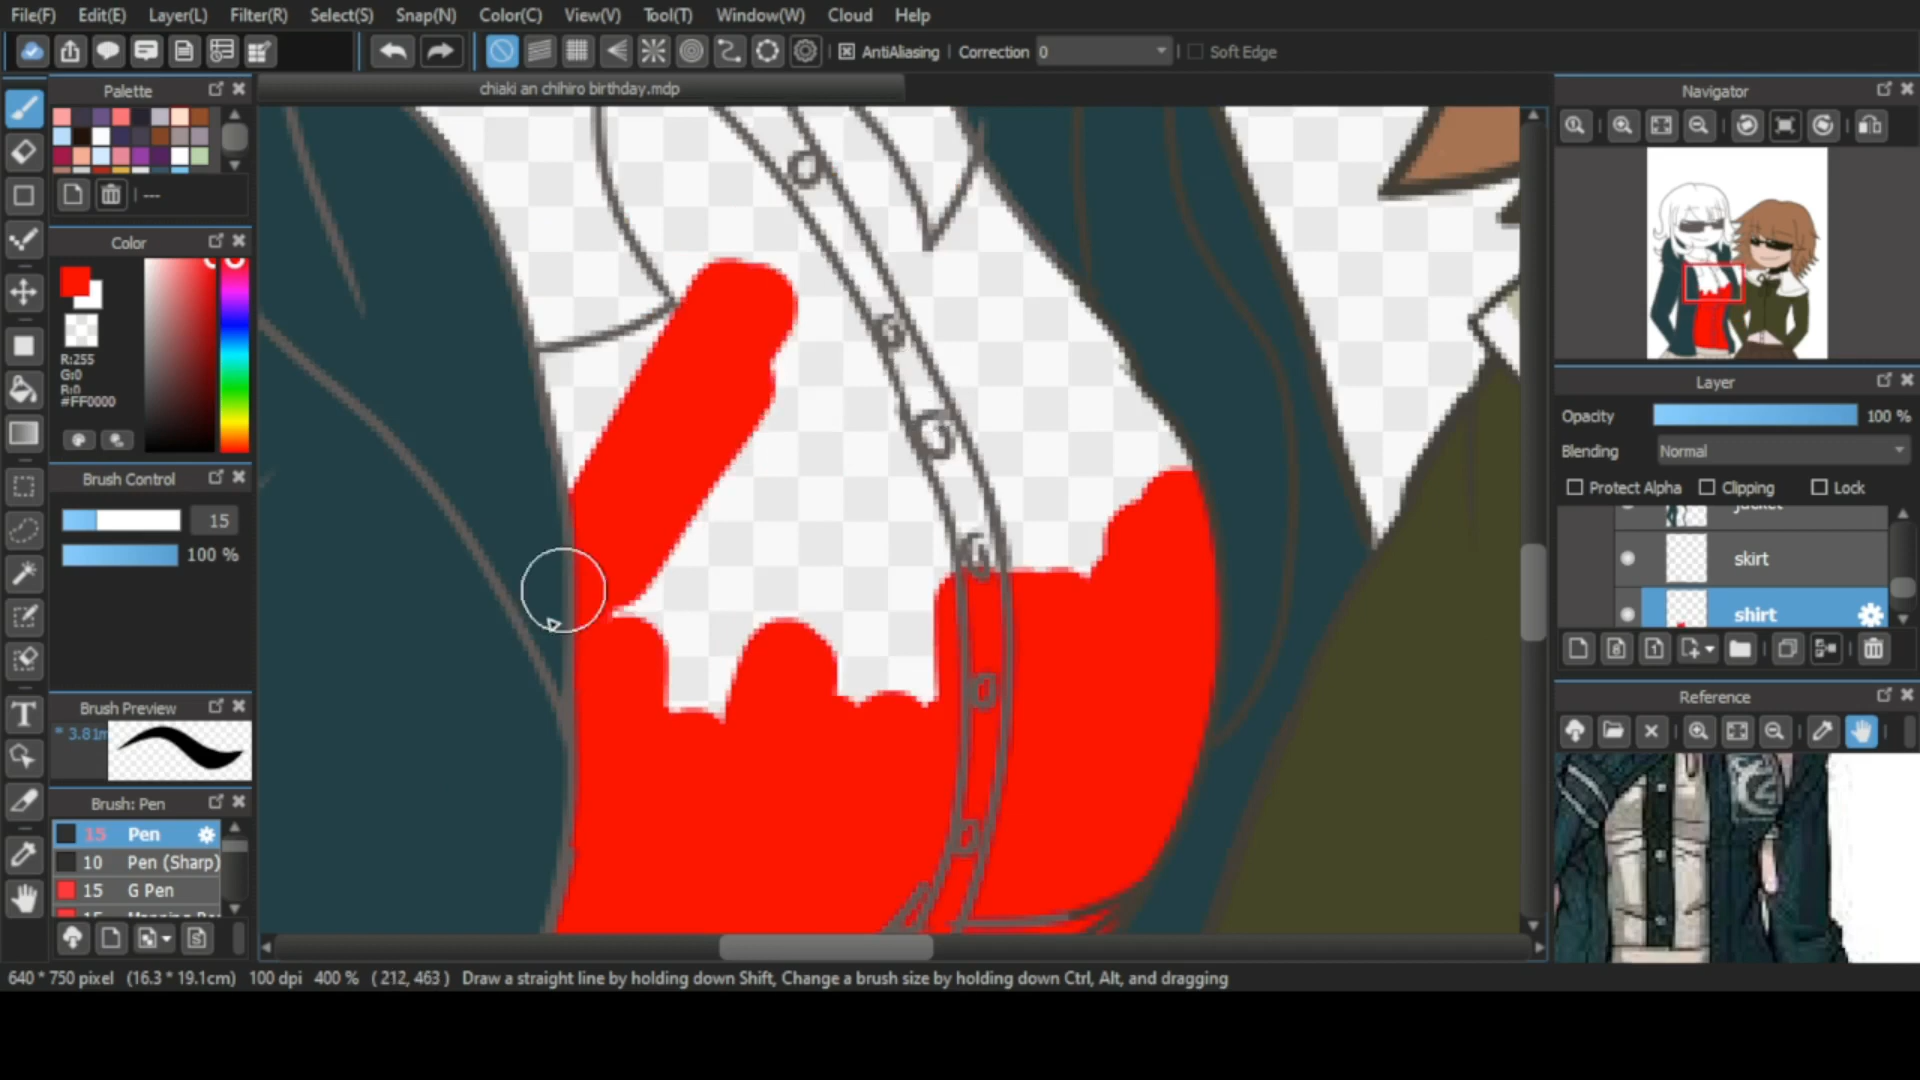 File(F) Edit(E) Layer(L) Filter(R) Select(S) Snap(N) Color(C) View(V) Tool(T) Window(W) Cloud Help
AntiAliasing Correction 0 Soft Edge
Palette
chiaki an chihiro birthday.mdp
Navigator
---
Color
R:255
G:0
#FF0000
Brush Control
15
100 %
Brush Preview
* 3.81m
Brush: Pen
15 Pen
10 Pen (Sharp)
15 G Pen
Layer
Opacity 100 %
Blending Normal
Protect Alpha Clipping Lock
jacket
skirt
shirt
Reference
640 * 750 pixel (16.3 * 19.1cm) 100 dpi 400 % ( 212, 463 ) Draw a straight line by holding down Shift, Change a brush size by holding down Ctrl, Alt, and dragging